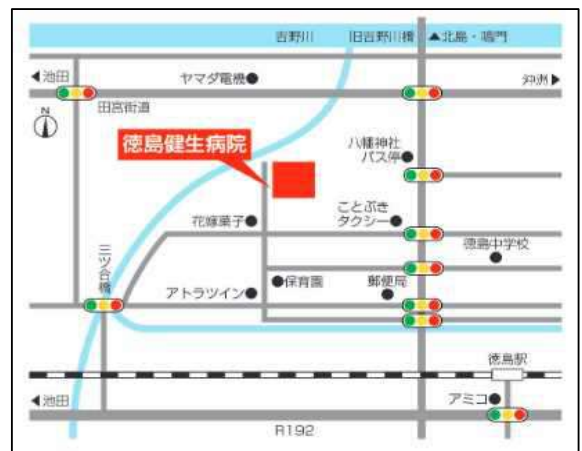 吉野川
旧吉野川橋
▲北島・鳴門
◀池田
ヤマダ電機●
沖洲▶
田宮街道
N
徳島健生病院
八幡神社
バス停●
ことぶき
タクシー●
花嫁菓子●
徳島中学校
三ツ合橋
●保育園
郵便局
アトラツイン●
徳島駅
◀池田
アミコ●
R192